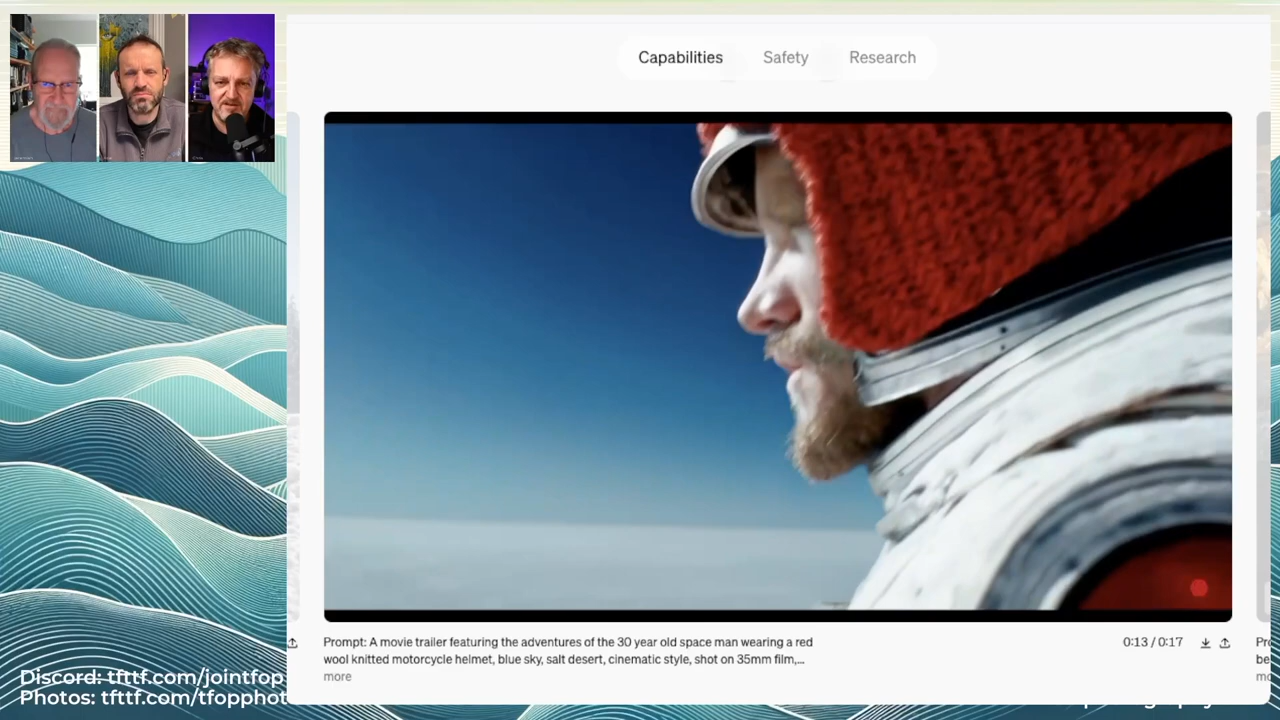 Capabilities
Safety
Research
Prompt: A movie trailer featuring the adventures of the 30 year old space man wearing a red
wool knitted motorcycle helmet, blue sky, salt desert, cinematic style, shot on 35mm film,...
more
0:13 / 0:17
Discord: tfttf.com/jointfop
Photos: tfttf.com/tfopphot